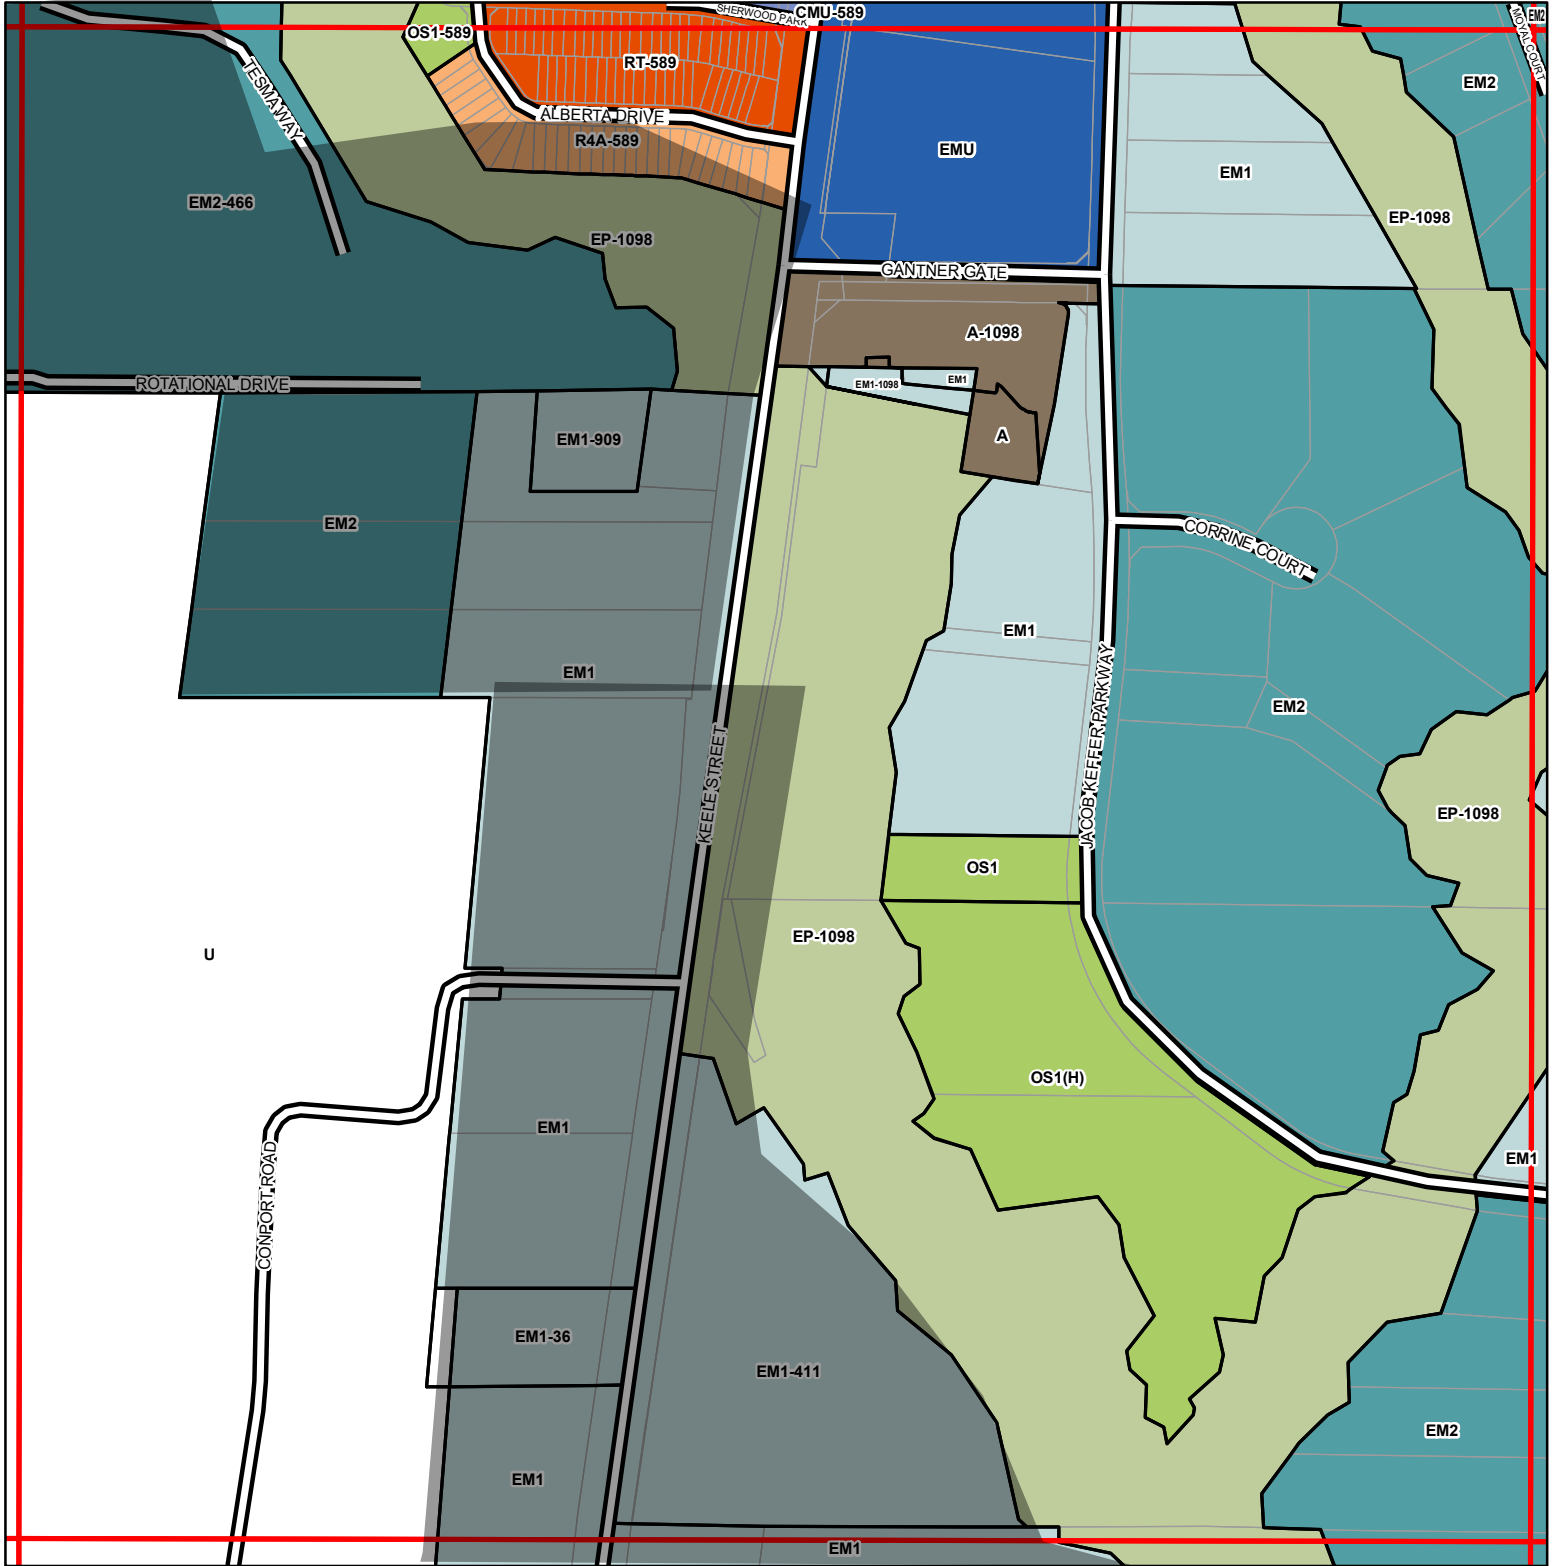 SHERWOOD PARK
CMU-589
EM2
MOYAL COURT
OS1-589
RT-589
EM2
TESMA WAY
ALBERTA DRIVE
R4A-589
EMU
EM1
EM2-466
EP-1098
EP-1098
GANTNER GATE
A-1098
ROTATIONAL DRIVE
EM1-1098
EM1
EM1-909
A
EM2
CORRINE COURT
EM1
EM1
EM2
KEELE STREET
JACOB KEFFER PARKWAY
EP-1098
OS1
U
EP-1098
OS1(H)
EM1
EM1
CONPORT ROAD
EM1-36
EM1-411
EM2
EM1
EM1